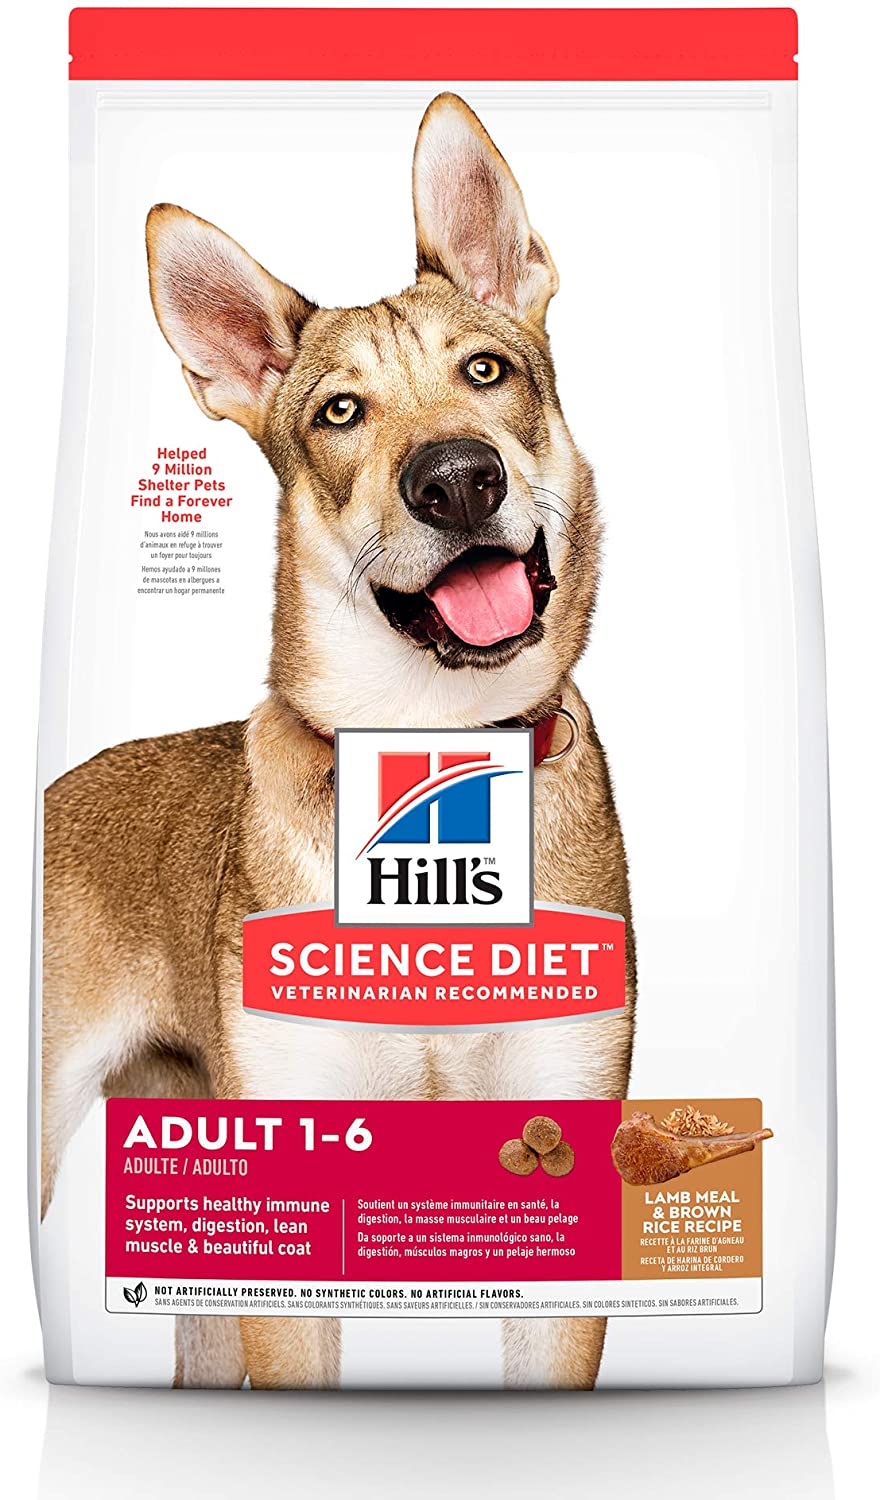 Helped
9 Million
Shelter Pets
Find a Forever
Home
Nous avons aidé 9 millions
d'animaux en refuge à trouver
un foyer pour toujours
Hemos ayudado a 9 millones
de mascotas en albergues a
encontrar un hogar permanente
Hill's™
SCIENCE DIET™
VETERINARIAN RECOMMENDED
ADULT 1-6
ADULTE / ADULTO
Supports healthy immune
system, digestion, lean
muscle & beautiful coat
Soutient un système immunitaire en santé, la
digestion, la masse musculaire et un beau pelage
Da soporte a un sistema inmunológico sano, la
digestión, músculos magros y un pelaje hermoso
LAMB MEAL
& BROWN
RICE RECIPE
RECETTE À LA FARINE D'AGNEAU
ET AU RIZ BRUN
RECETA DE HARINA DE CORDERO
Y ARROZ INTEGRAL
NOT ARTIFICIALLY PRESERVED. NO SYNTHETIC COLORS. NO ARTIFICIAL FLAVORS.
SANS AGENTS DE CONSERVATION ARTIFICIELS. SANS COLORANTS SYNTHÉTIQUES. SANS SAVEURS ARTIFICIELLES. / SIN CONSERVADORES ARTIFICIALES. SIN COLORES SINTETICOS. SIN SABORES ARTIFICIALES.